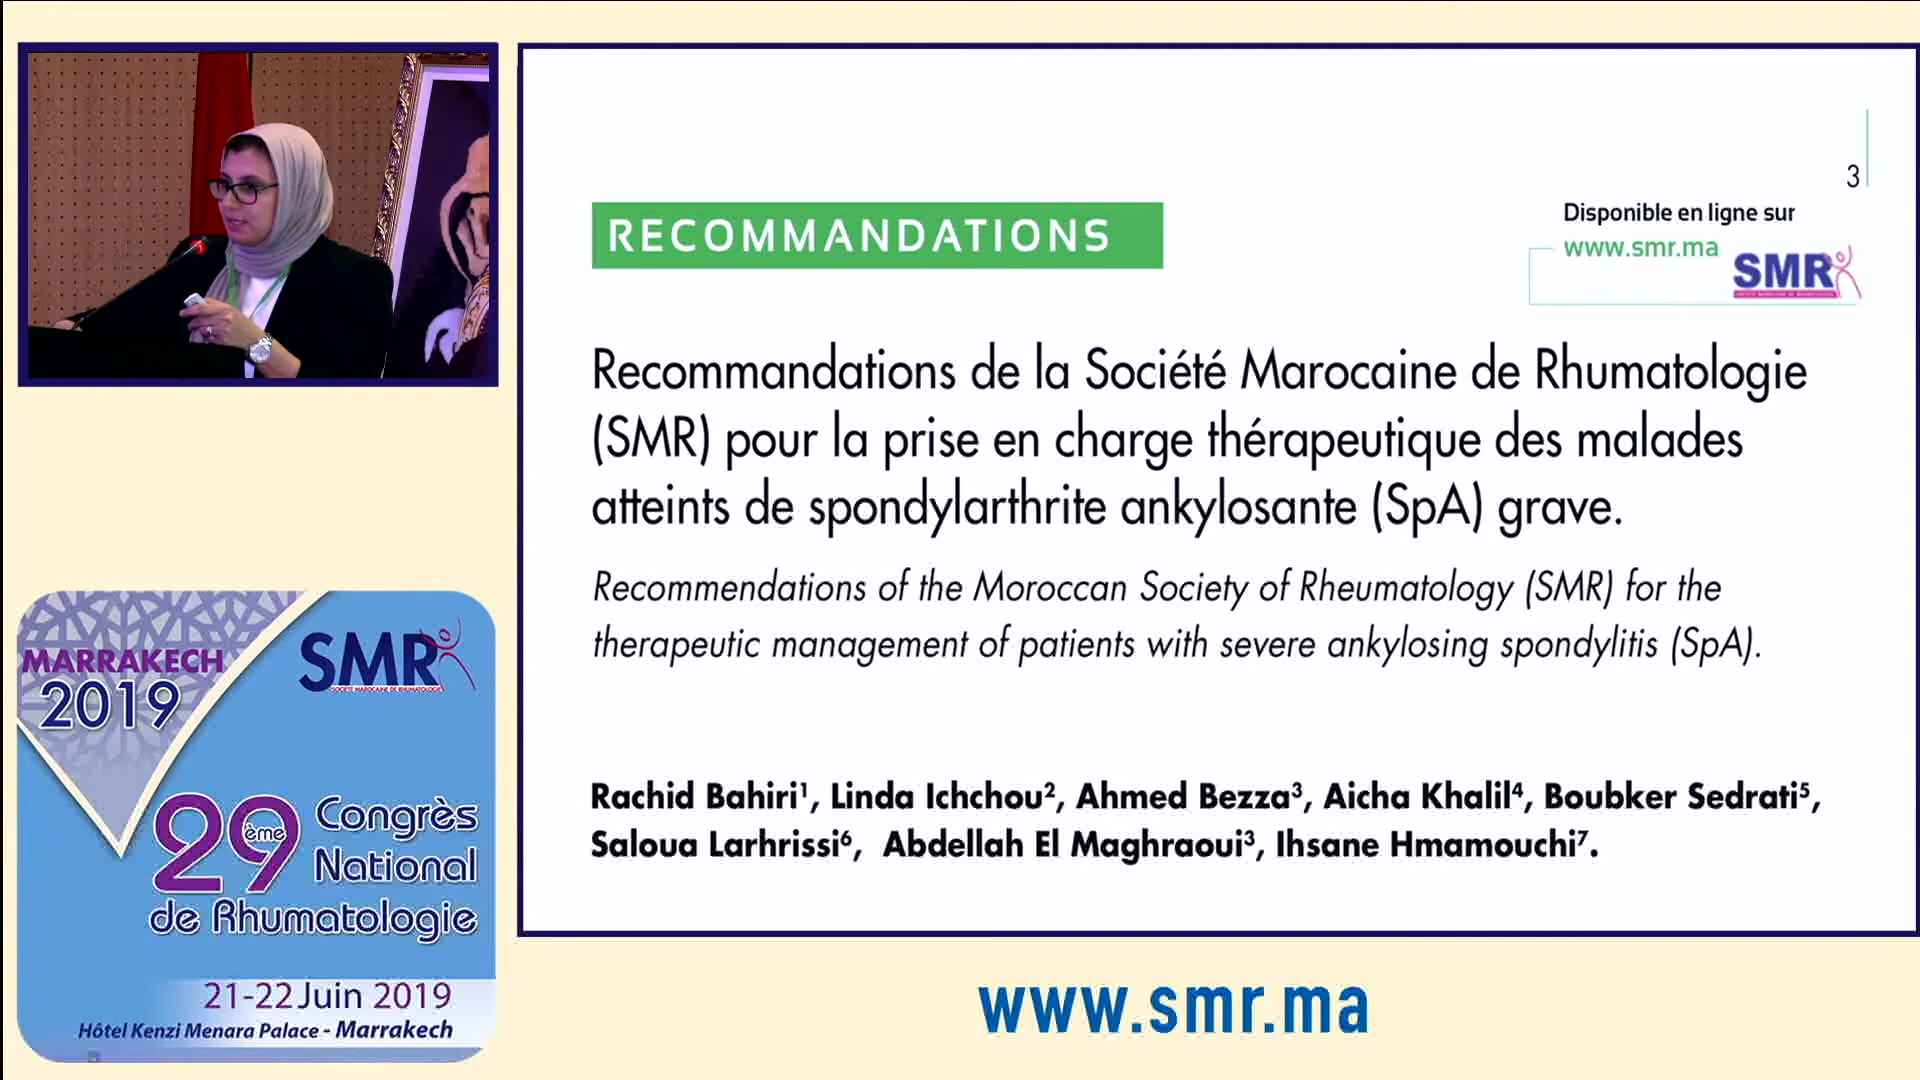 3
RECOMMANDATIONS
Disponible en ligne sur
www.smr.ma
SMR
Recommandations de la Société Marocaine de Rhumatologie
(SMR) pour la prise en charge thérapeutique des malades
atteints de spondylarthrite ankylosante (SpA) grave.
Recommendations of the Moroccan Society of Rheumatology (SMR) for the
therapeutic management of patients with severe ankylosing spondylitis (SpA).
Rachid Bahiri¹, Linda Ichchou², Ahmed Bezza³, Aicha Khalil⁴, Boubker Sedrati⁵,
Saloua Larhrissi⁶, Abdellah El Maghraoui³, Ihsane Hmamouchi⁷.
MARRAKECH
2019
SMR
SOCIÉTÉ MAROCAINE DE RHUMATOLOGIE
29ème Congrès
National
de Rhumatologie
21-22 Juin 2019
Hôtel Kenzi Menara Palace - Marrakech
www.smr.ma